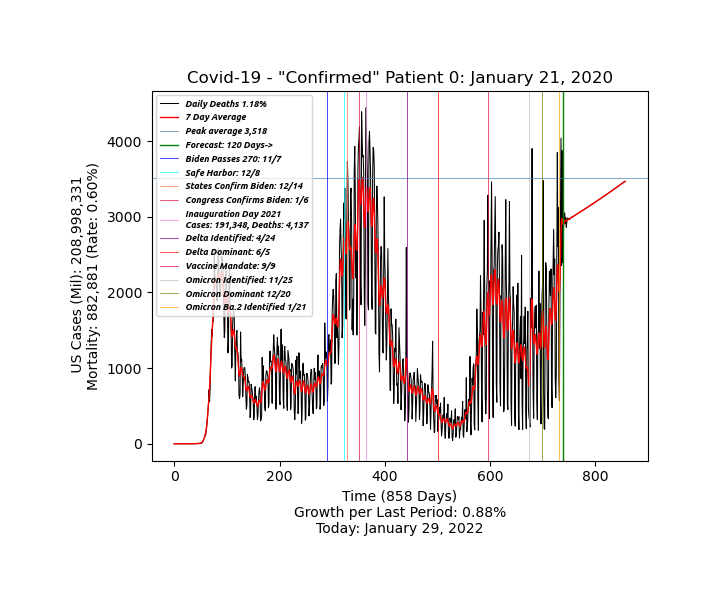 Covid-19 - "Confirmed" Patient 0: January 21, 2020
Daily Deaths 1.18%
7 Day Average
Peak average 3,518
Forecast: 120 Days->
Biden Passes 270: 11/7
Safe Harbor: 12/8
States Confirm Biden: 12/14
Congress Confirms Biden: 1/6
Inauguration Day 2021
Cases: 191,348, Deaths: 4,137
Delta Identified: 4/24
Delta Dominant: 6/5
Vaccine Mandate: 9/9
Omicron Identified: 11/25
Omicron Dominant 12/20
Omicron Ba.2 Identified 1/21
US Cases (Mil): 208,998,331
Mortality: 882,881 (Rate: 0.60%)
4000
3000
2000
1000
0
0 200 400 600 800
Time (858 Days)
Growth per Last Period: 0.88%
Today: January 29, 2022